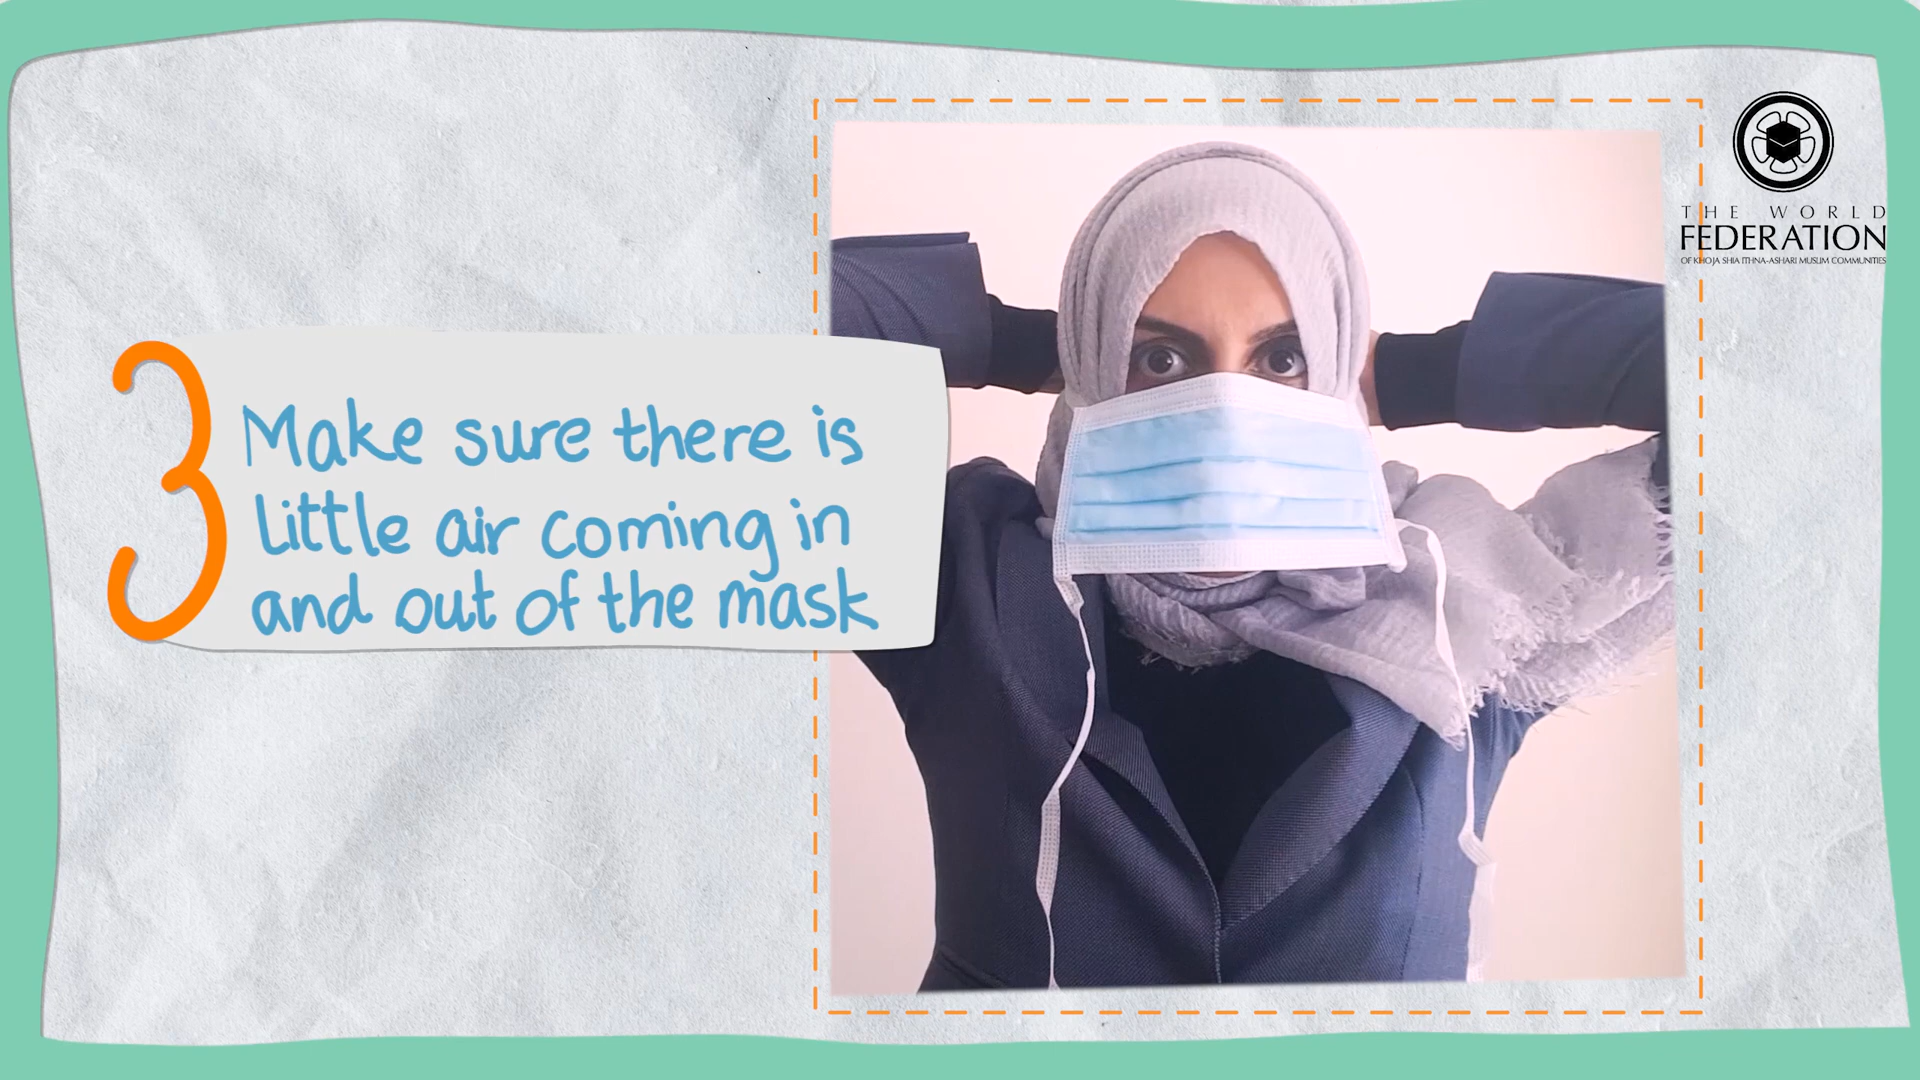 3
Make sure there is
little air coming in
and out of the mask
THE WORLD
FEDERATION
OF KHOJA SHIA ITHNA-ASHARI MUSLIM COMMUNITIES